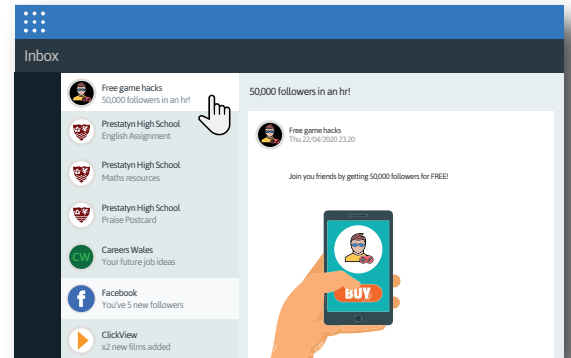 Inbox
Free game hacks
50,000 followers in an hr!
Prestatyn High School
English Assignment
Prestatyn High School
Maths resources
Prestatyn High School
Praise Postcard
CW
Careers Wales
Your future job ideas
f
Facebook
You've 5 new followers
ClickView
x2 new films added
50,000 followers in an hr!
Free game hacks
Thu 22/04/2020 23.20
Join you friends by getting 50,000 followers for FREE!
BUY